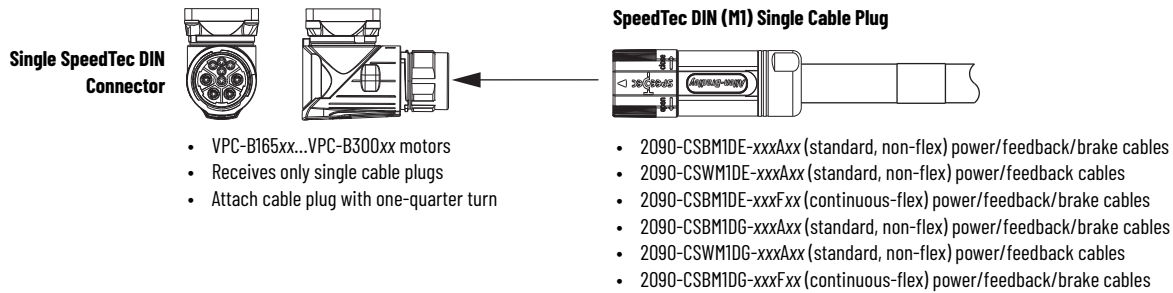 SpeedTec DIN (M1) Single Cable Plug
Single SpeedTec DIN
Connector
SPEEDTEC
Allen-Bradley
• VPC-B165xx...VPC-B300xx motors
• Receives only single cable plugs
• Attach cable plug with one-quarter turn
• 2090-CSBM1DE-xxxAxx (standard, non-flex) power/feedback/brake cables
• 2090-CSWM1DE-xxxAxx (standard, non-flex) power/feedback cables
• 2090-CSBM1DE-xxxFxx (continuous-flex) power/feedback/brake cables
• 2090-CSBM1DG-xxxAxx (standard, non-flex) power/feedback/brake cables
• 2090-CSWM1DG-xxxAxx (standard, non-flex) power/feedback cables
• 2090-CSBM1DG-xxxFxx (continuous-flex) power/feedback/brake cables